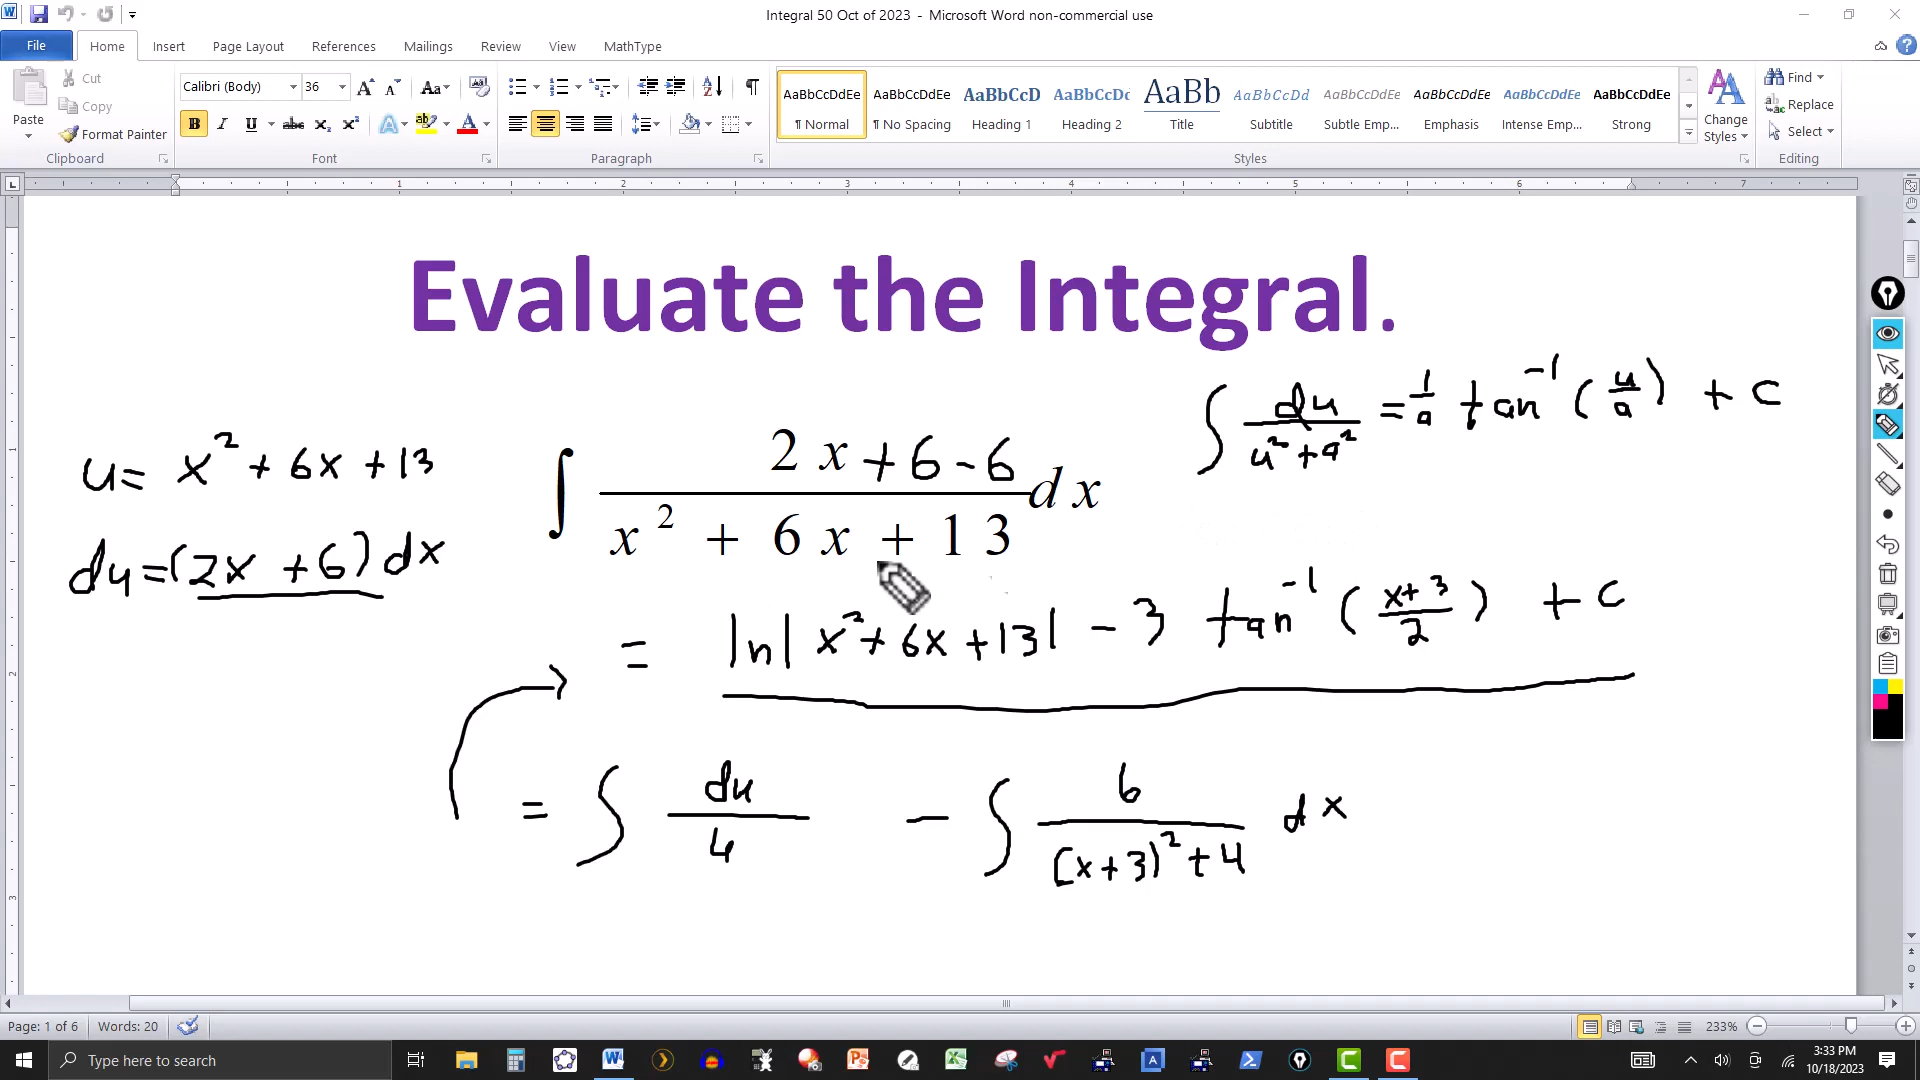 Integral 50 Oct of 2023 - Microsoft Word non-commercial use
File Home Insert Page Layout References Mailings Review View MathType
Paste
Cut
Copy
Format Painter
Clipboard
Calibri (Body) 36
Font
Paragraph
AaBbCcDdEe AaBbCcDdEe AaBbCcD AaBbCcDc AaBb AaBbCcDd AaBbCcDdEe AaBbCcDdEe AaBbCcDdEe AaBbCcDdEe
¶ Normal ¶ No Spacing Heading 1 Heading 2 Title Subtitle Subtle Emp... Emphasis Intense Emp... Strong
Change Styles
Styles
Find
Replace
Select
Editing
1 2 3 4 5 6 7
Evaluate the Integral.
∫ du/(u²+a²) = 1/a tan⁻¹(u/a) + C
u = x² + 6x + 13
du = (2x + 6) dx
∫ (2x + 6 - 6)/(x² + 6x + 13) dx
= ln|x² + 6x + 13| - 3 tan⁻¹((x+3)/2) + C
= ∫ du/u - ∫ 6/((x+3)²+4) dx
Page: 1 of 6 Words: 20 233%
Type here to search
3:33 PM
10/18/2023